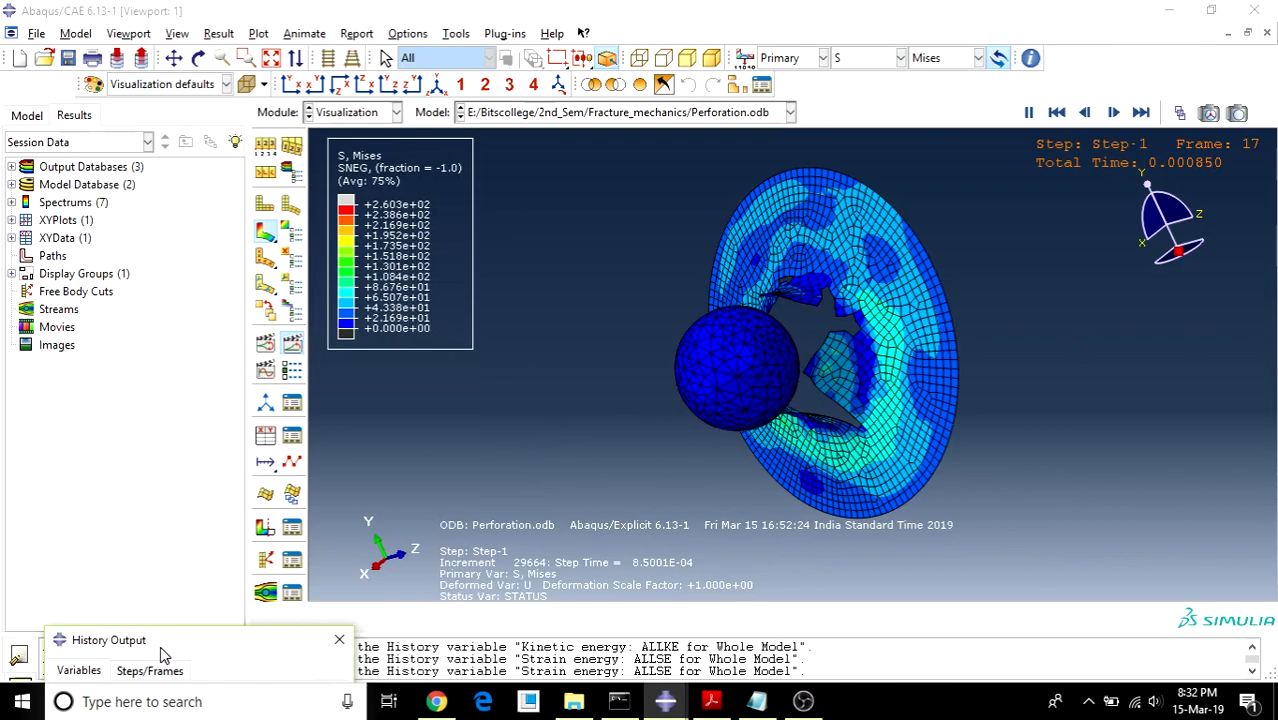 Abaqus/CAE 6.13-1 [Viewport: 1]
File Model Viewport View Result Plot Animate Report Options Tools Plug-ins Help
All Primary S Mises
Visualization defaults 1 2 3 4
Model Results Module: Visualization Model: E:/Bitscollege/2nd_Sem/Fracture_mechanics/Perforation.odb
Session Data
Output Databases (3)
Model Database (2)
Spectrums (7)
XYPlots (1)
XYData (1)
Paths
Display Groups (1)
Free Body Cuts
Streams
Movies
Images
S, Mises
SNEG, (fraction = -1.0)
(Avg: 75%)
+2.603e+02
+2.386e+02
+2.169e+02
+1.952e+02
+1.735e+02
+1.518e+02
+1.301e+02
+1.084e+02
+8.676e+01
+6.507e+01
+4.338e+01
+2.169e+01
+0.000e+00
Step: Step-1 Frame: 17
Total Time: 0.000850
Y
Z
X
Y
Z
X
ODB: Perforation.odb Abaqus/Explicit 6.13-1 Fri Mar 15 16:52:24 India Standard Time 2019
Step: Step-1
Increment 29664: Step Time = 8.5001E-04
Primary Var: S, Mises
Deformed Var: U Deformation Scale Factor: +1.000e+00
Status Var: STATUS
SIMULIA
History Output
Variables Steps/Frames
the History variable "Kinetic energy: ALLKE for Whole Model".
the History variable "Strain energy: ALLSE for Whole Model".
the History variable "Strain energy: ALLSE for Whole Model".
Type here to search
8:32 PM
15-Mar-19
1